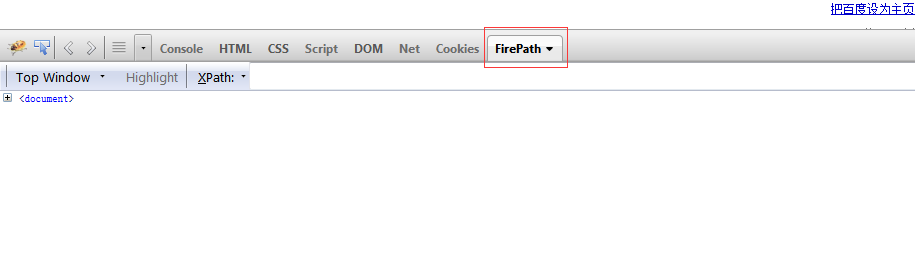 把百度设为主页
Console HTML CSS Script DOM Net Cookies FirePath
Top Window Highlight XPath:
<document>